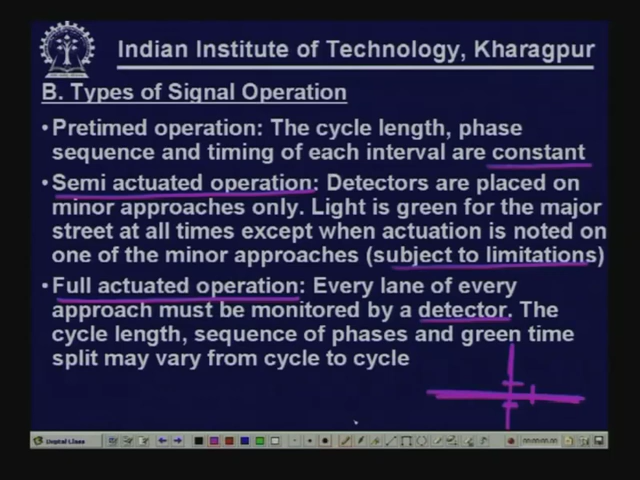 Indian Institute of Technology, Kharagpur
B. Types of Signal Operation
•Pretimed operation: The cycle length, phase
sequence and timing of each interval are constant
•Semi actuated operation: Detectors are placed on
minor approaches only. Light is green for the major
street at all times except when actuation is noted on
one of the minor approaches (subject to limitations)
•Full actuated operation: Every lane of every
approach must be monitored by a detector. The
cycle length, sequence of phases and green time
split may vary from cycle to cycle